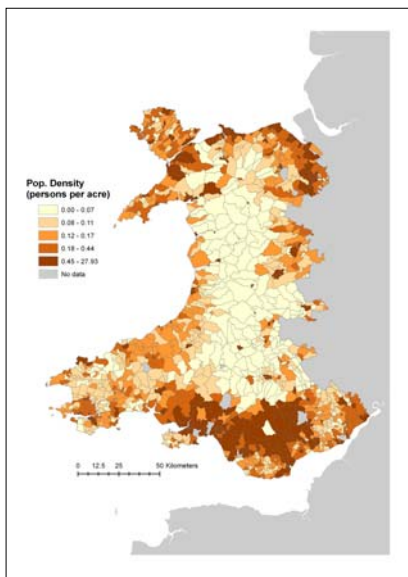 Pop. Density
(persons per acre)
0.00 - 0.07
0.08 - 0.11
0.12 - 0.17
0.18 - 0.44
0.45 - 27.93
No data
0 12.5 25 50 Kilometers